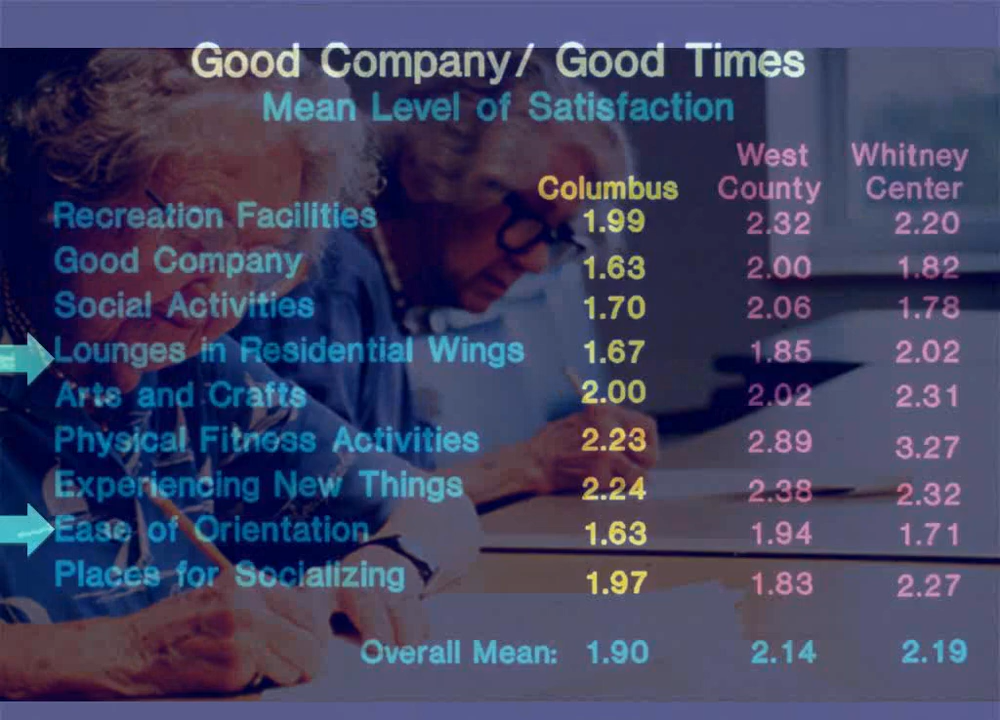 Good Company/ Good Times
Mean Level of Satisfaction
Columbus West County Whitney Center
Recreation Facilities 1.99 2.32 2.20
Good Company 1.63 2.00 1.82
Social Activities 1.70 2.06 1.78
Lounges in Residential Wings 1.67 1.85 2.02
Arts and Crafts 2.00 2.02 2.31
Physical Fitness Activities 2.23 2.89 3.27
Experiencing New Things 2.24 2.38 2.32
Ease of Orientation 1.63 1.94 1.71
Places for Socializing 1.97 1.83 2.27
Overall Mean: 1.90 2.14 2.19